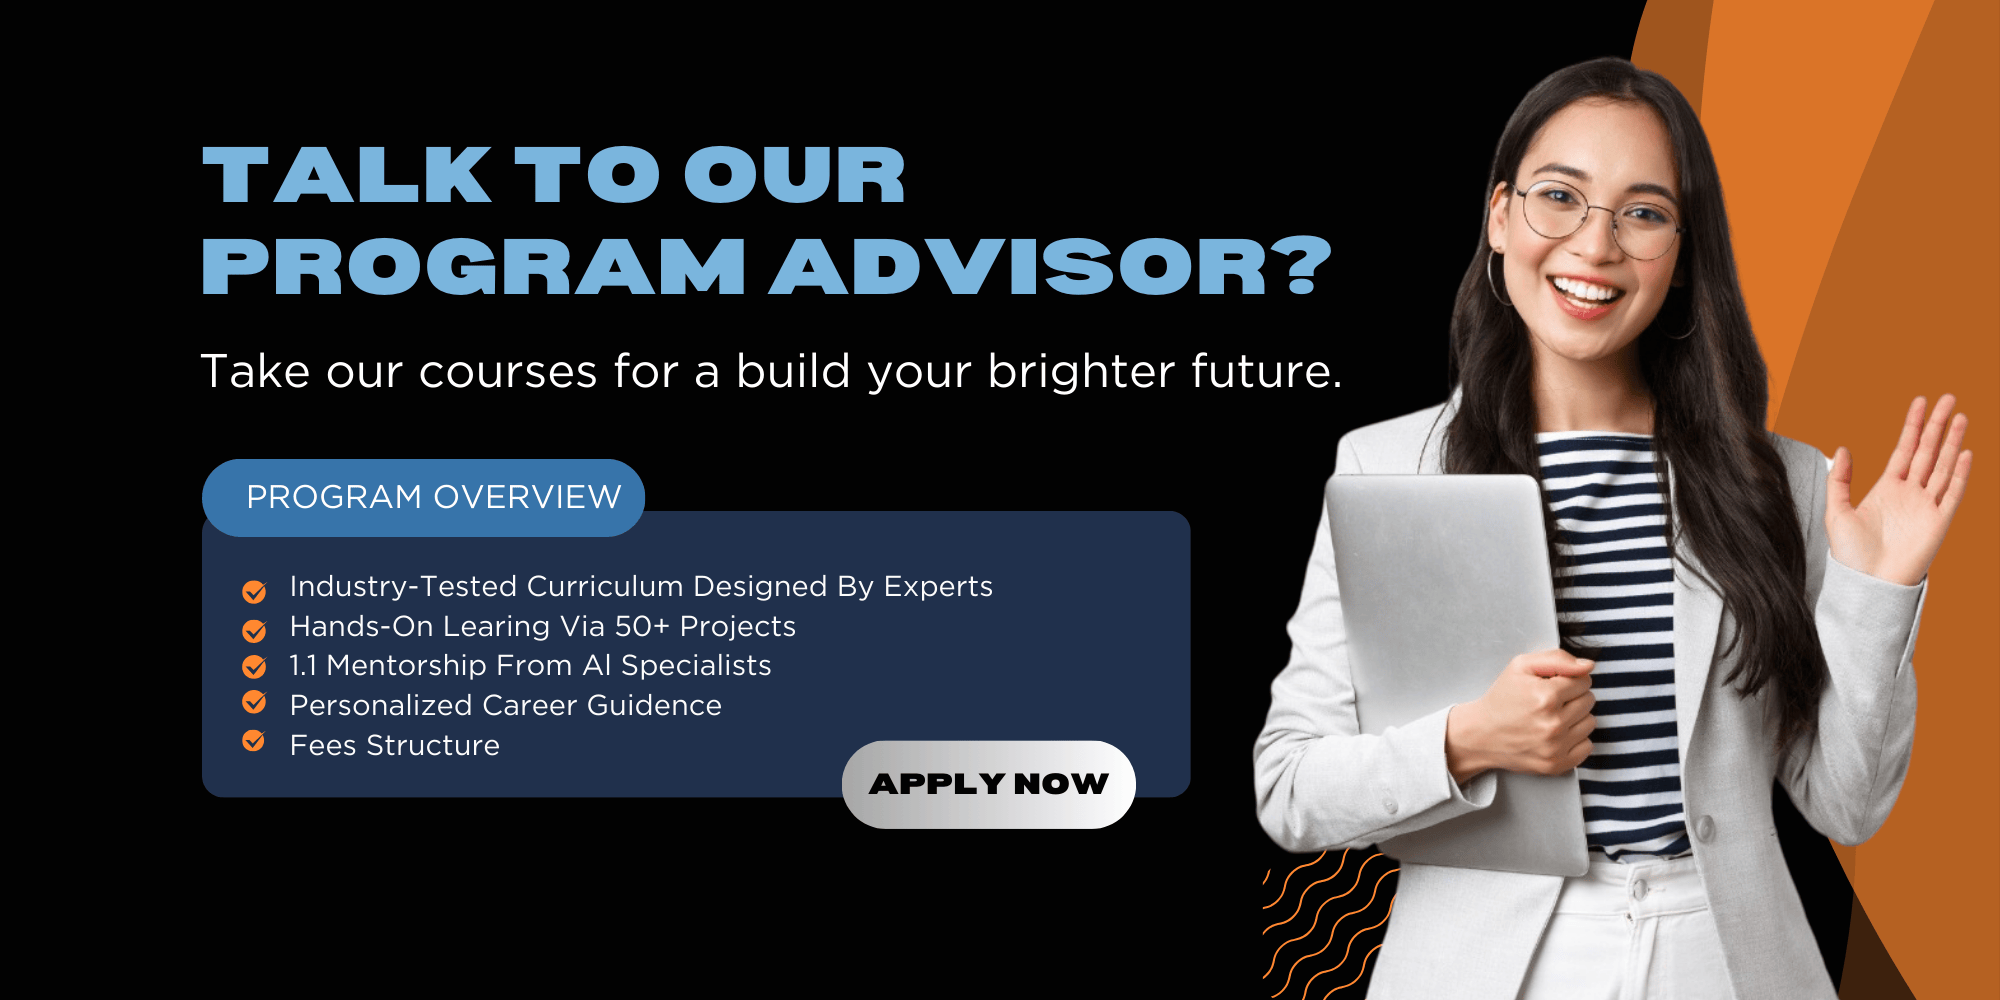 TALK TO OUR
PROGRAM ADVISOR?
Take our courses for a build your brighter future.
PROGRAM OVERVIEW
Industry-Tested Curriculum Designed By Experts
Hands-On Learing Via 50+ Projects
1.1 Mentorship From Al Specialists
Personalized Career Guidence
Fees Structure
APPLY NOW